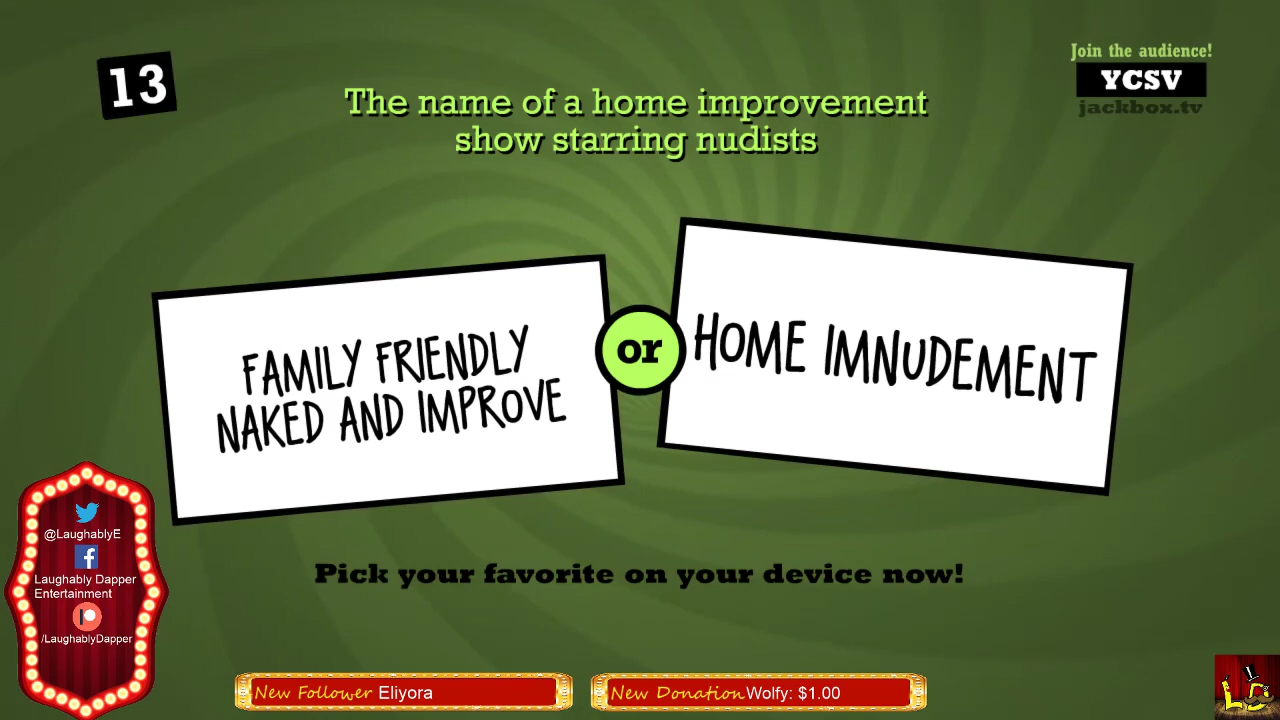 13
Join the audience!
YCSV
jackbox.tv
The name of a home improvement
show starring nudists
FAMILY FRIENDLY
NAKED AND IMPROVE
or
HOME IMNUDEMENT
Pick your favorite on your device now!
@LaughablyE
Laughably Dapper
Entertainment
/LaughablyDapper
New Follower Eliyora
New Donation Wolfy: $1.00
LD